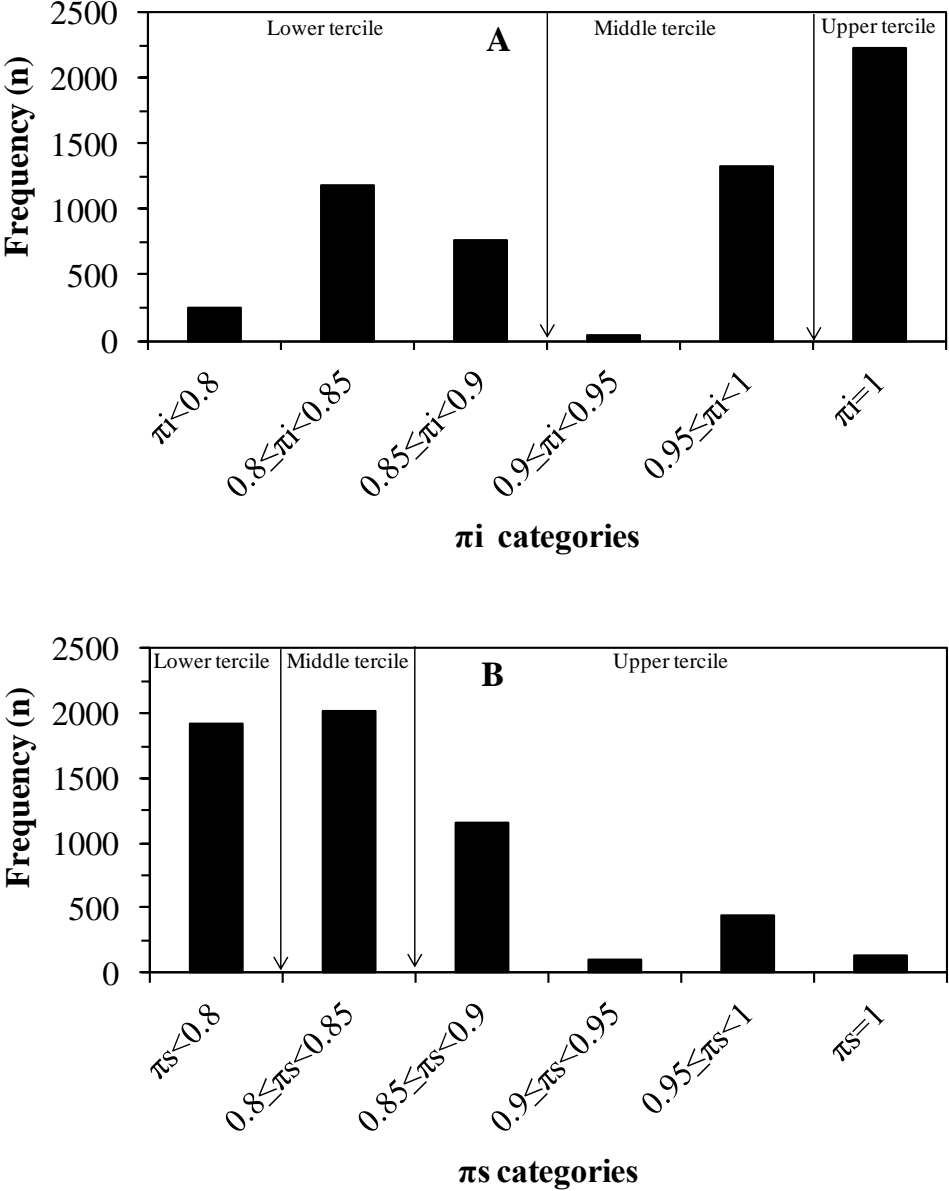 Lower tercile A Middle tercile Upper tercile
2500
2000
1500
1000
500
0
Frequency (n)
πi<0.8
0.8≤πi<0.85
0.85≤πi<0.9
0.9≤πi<0.95
0.95≤πi<1
πi=1
πi categories
Lower tercile Middle tercile B Upper tercile
2500
2000
1500
1000
500
0
Frequency (n)
πs<0.8
0.8≤πs<0.85
0.85≤πs<0.9
0.9≤πs<0.95
0.95≤πs<1
πs=1
πs categories